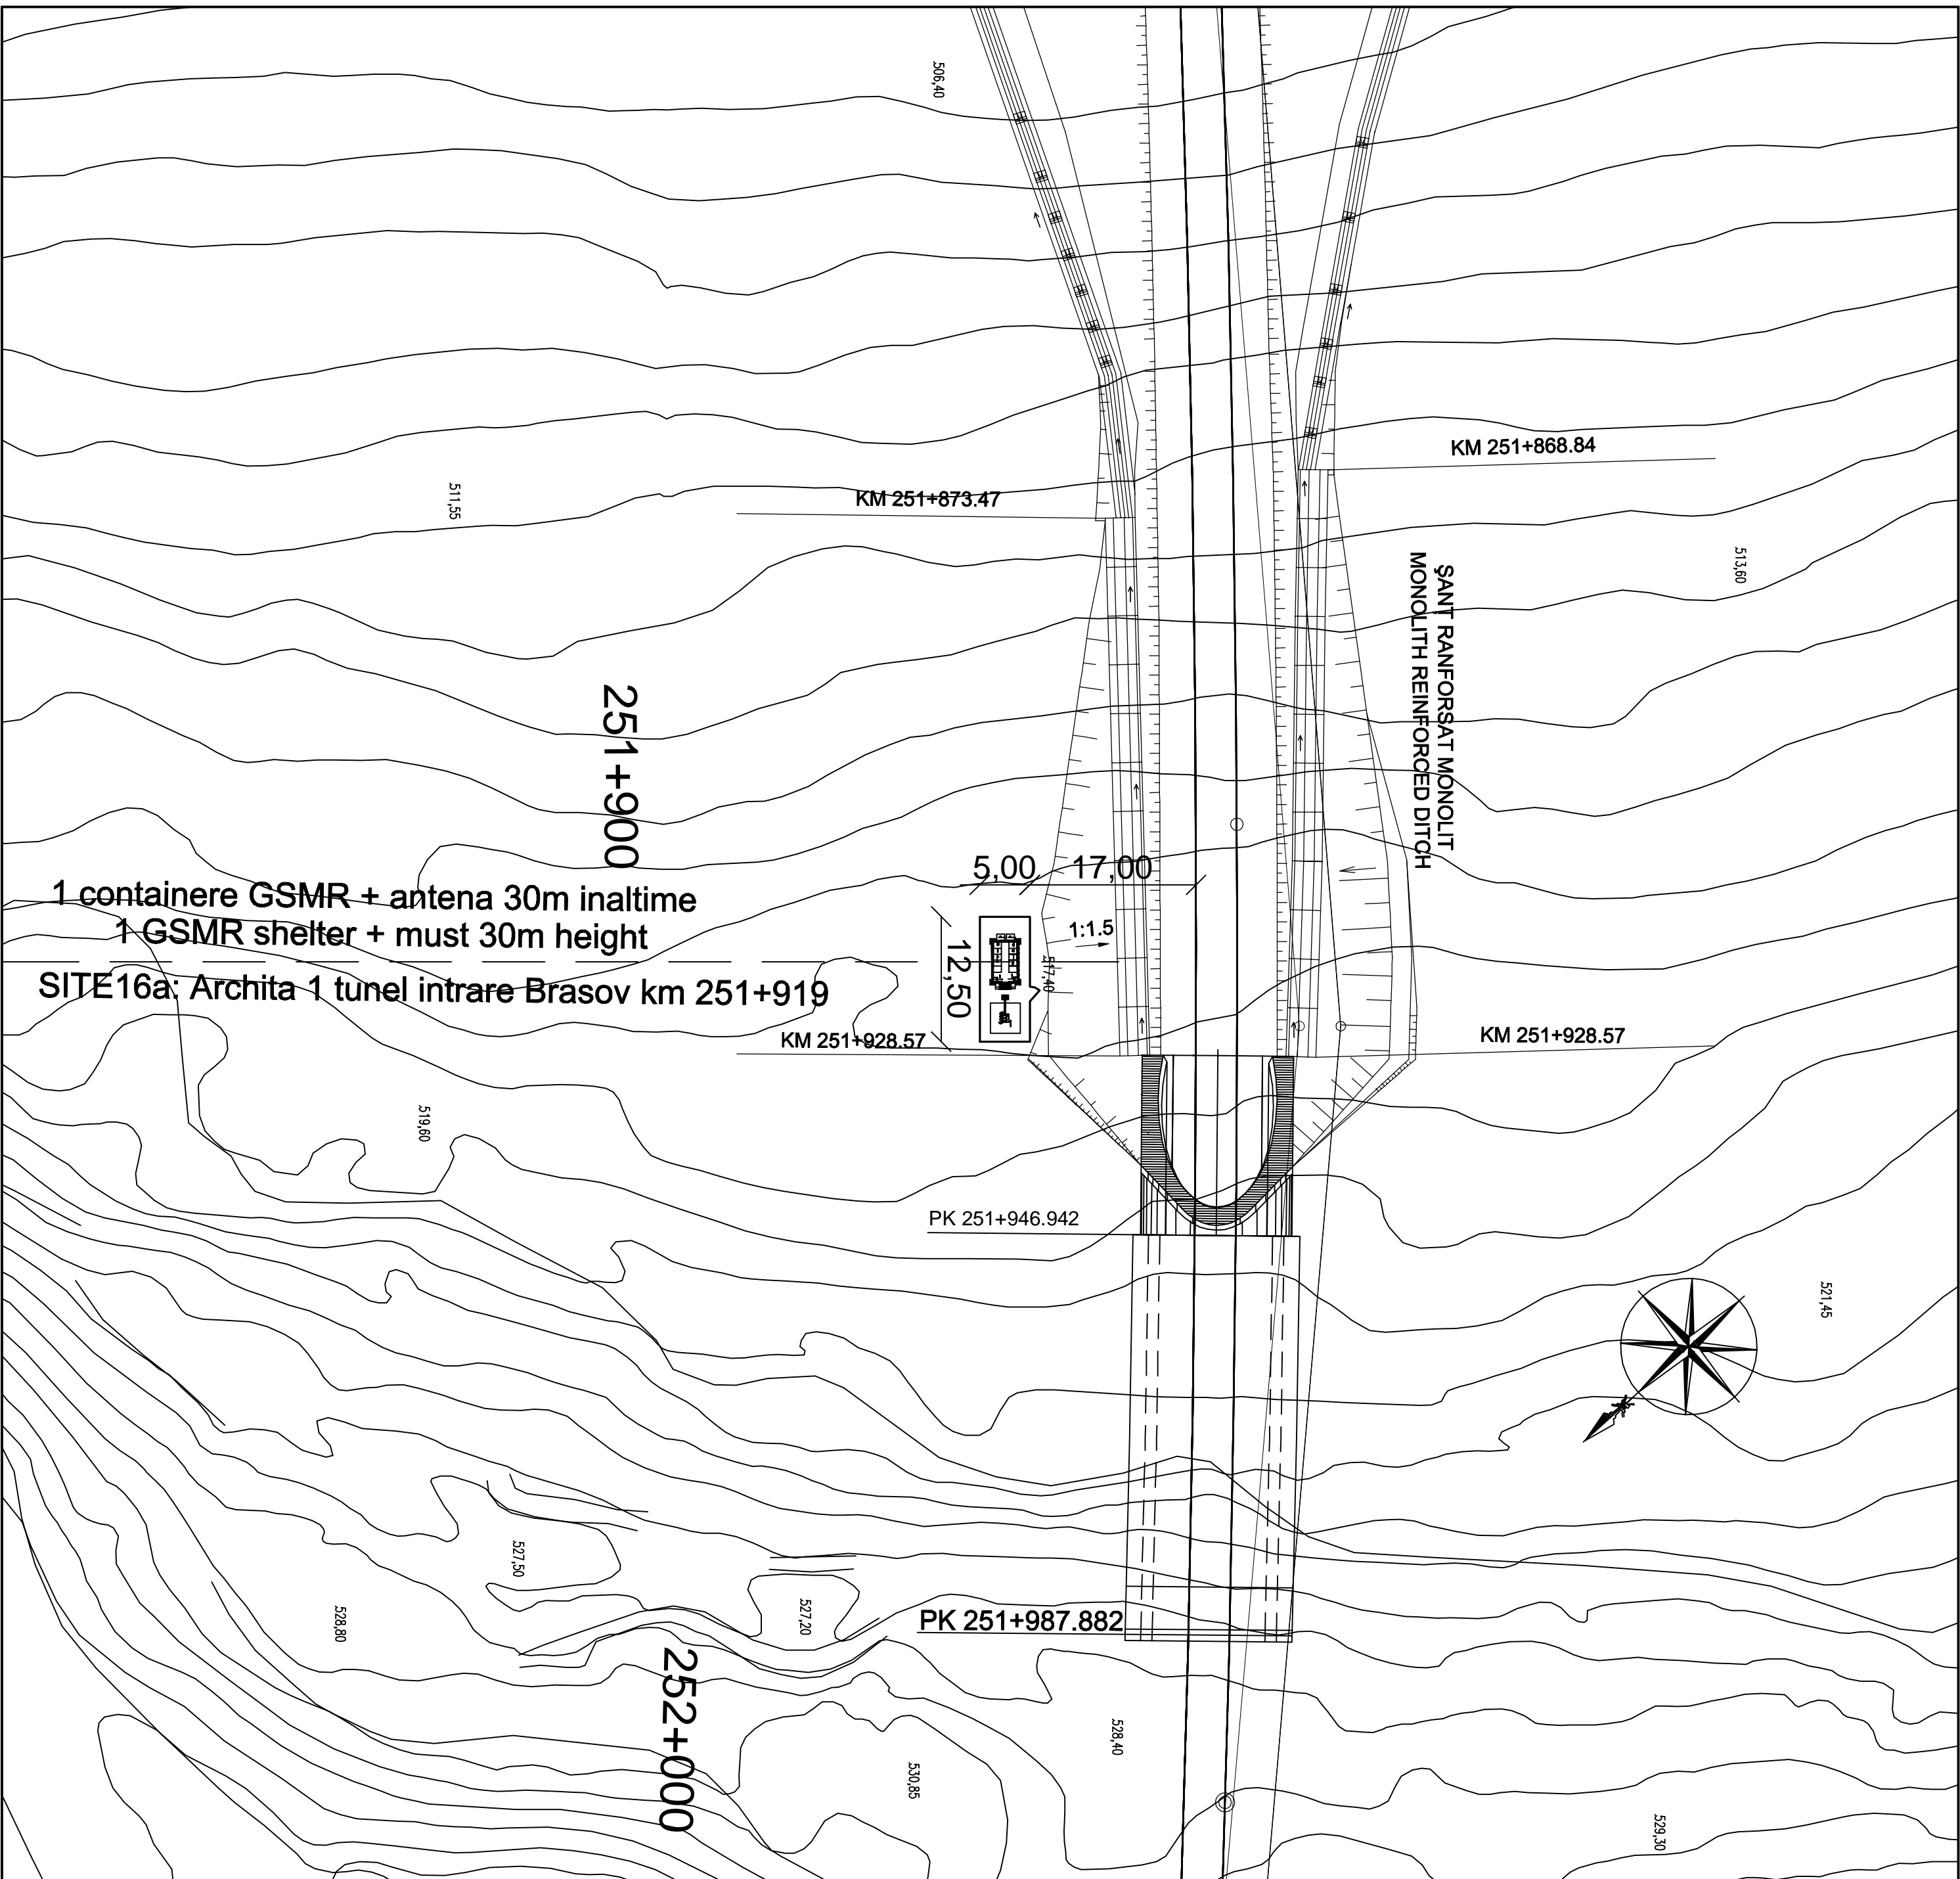 506,40
KM 251+868.84
KM 251+873.47
511,55
513,60
ȘANȚ RANFORSAT MONOLIT
MONOLITH REINFORCED DITCH
251+900
5,00 17,00
1 containere GSMR + antena 30m inaltime
1 GSMR shelter + must 30m height
1:1.5
12,50
517,40
SITE16a: Archita 1 tunel intrare Brasov km 251+919
KM 251+928.57
KM 251+928.57
519,60
PK 251+946.942
521,45
527,50
528,80
527,20
PK 251+987.882
252+000
528,40
530,85
529,30